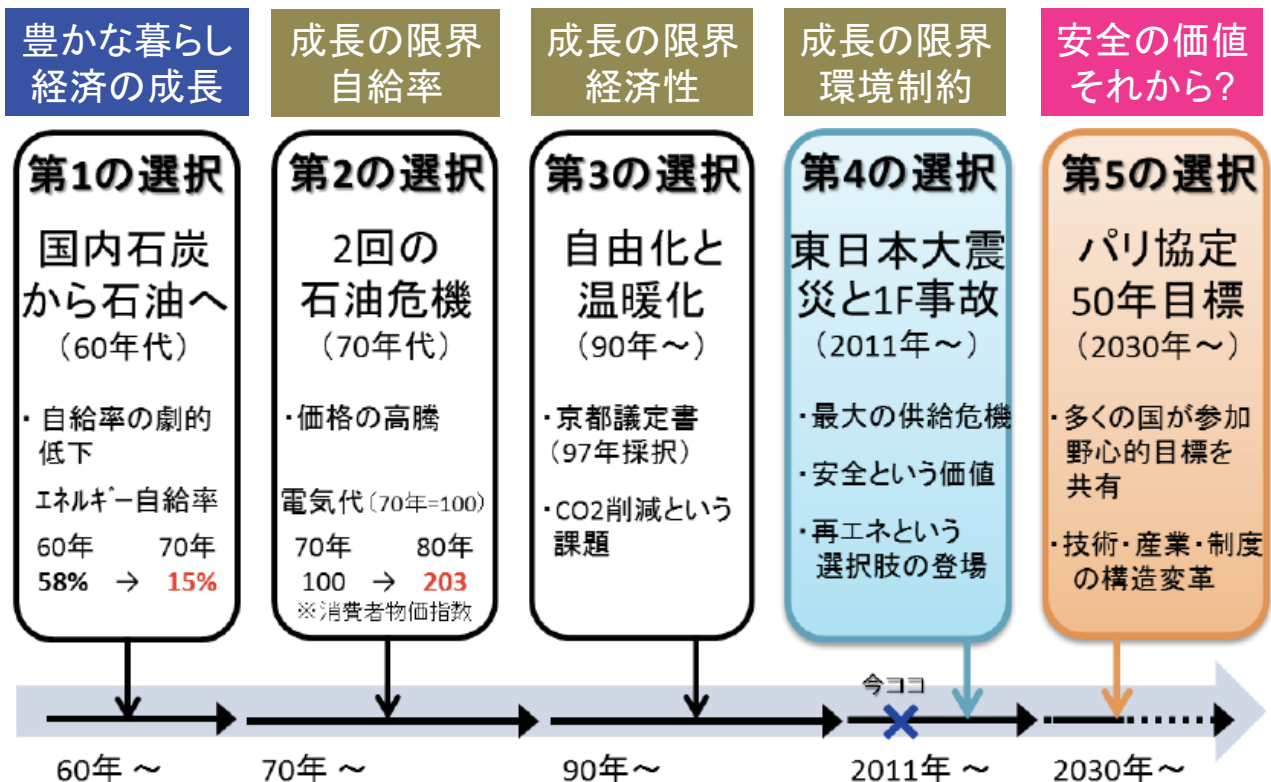 豊かな暮らし
経済の成長
成長の限界
自給率
成長の限界
経済性
成長の限界
環境制約
安全の価値
それから?
第1の選択
国内石炭
から石油へ
（60年代）
・自給率の劇的
低下
エネルギー自給率
60年 70年
58% → 15%
第2の選択
2回の
石油危機
（70年代）
・価格の高騰
電気代（70年=100）
70年 80年
100 → 203
※消費者物価指数
第3の選択
自由化と
温暖化
（90年～）
・京都議定書
（97年採択）
・CO2削減という
課題
第4の選択
東日本大震
災と1F事故
（2011年～）
・最大の供給危機
・安全という価値
・再エネという
選択肢の登場
第5の選択
パリ協定
50年目標
（2030年～）
・多くの国が参加
野心的目標を
共有
・技術・産業・制度
の構造変革
今ココ
60年 ～
70年 ～
90年～
2011年 ～
2030年～